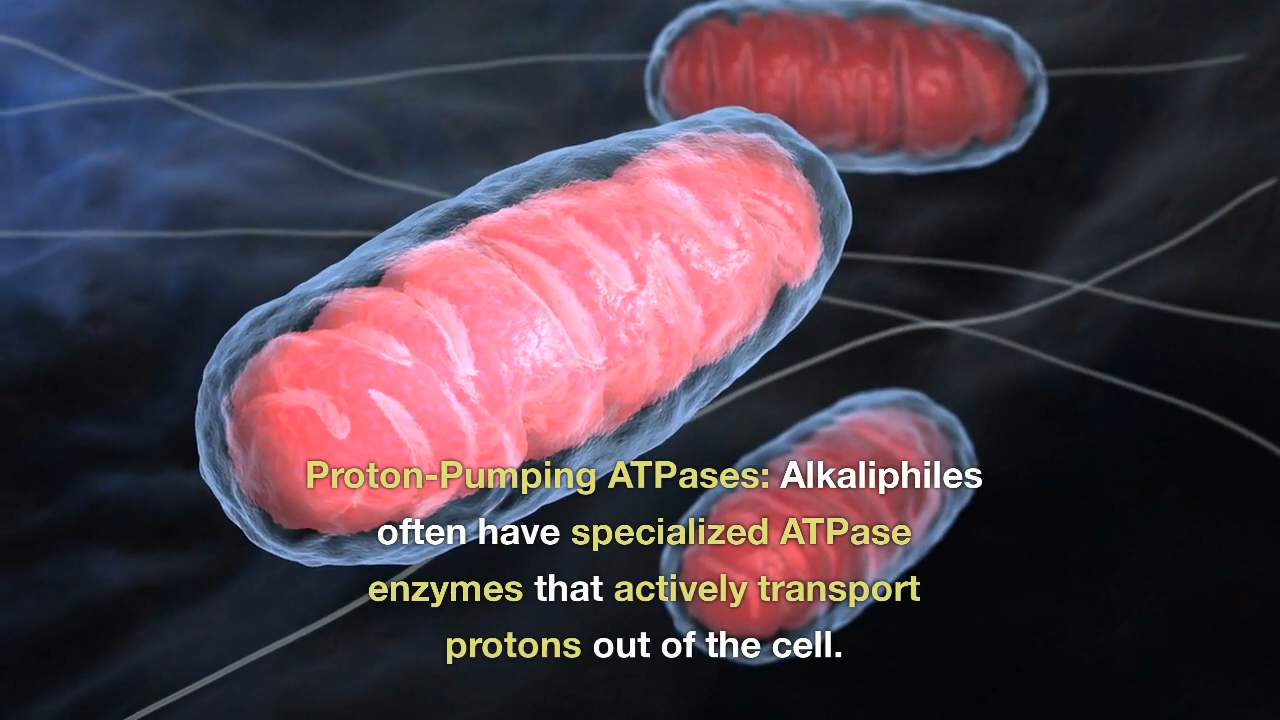 Proton-Pumping ATPases: Alkaliphiles
often have specialized ATPase
enzymes that actively transport
protons out of the cell.